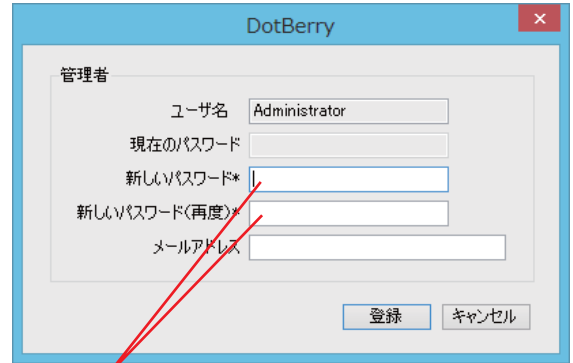 DotBerry
管理者
ユーザ名 Administrator
現在のパスワード
新しいパスワード*
新しいパスワード(再度)*
メールアドレス
登録 キャンセル